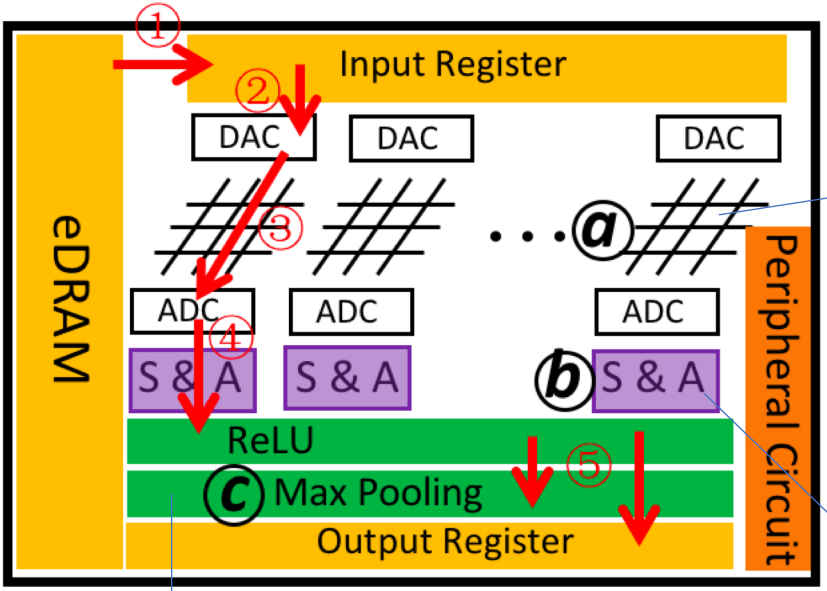 ①
Input Register
②
DAC
DAC
DAC
eDRAM
③
. . .
a
ADC
ADC
ADC
④
S & A
S & A
b
S & A
Peripheral Circuit
ReLU
⑤
c
Max Pooling
Output Register